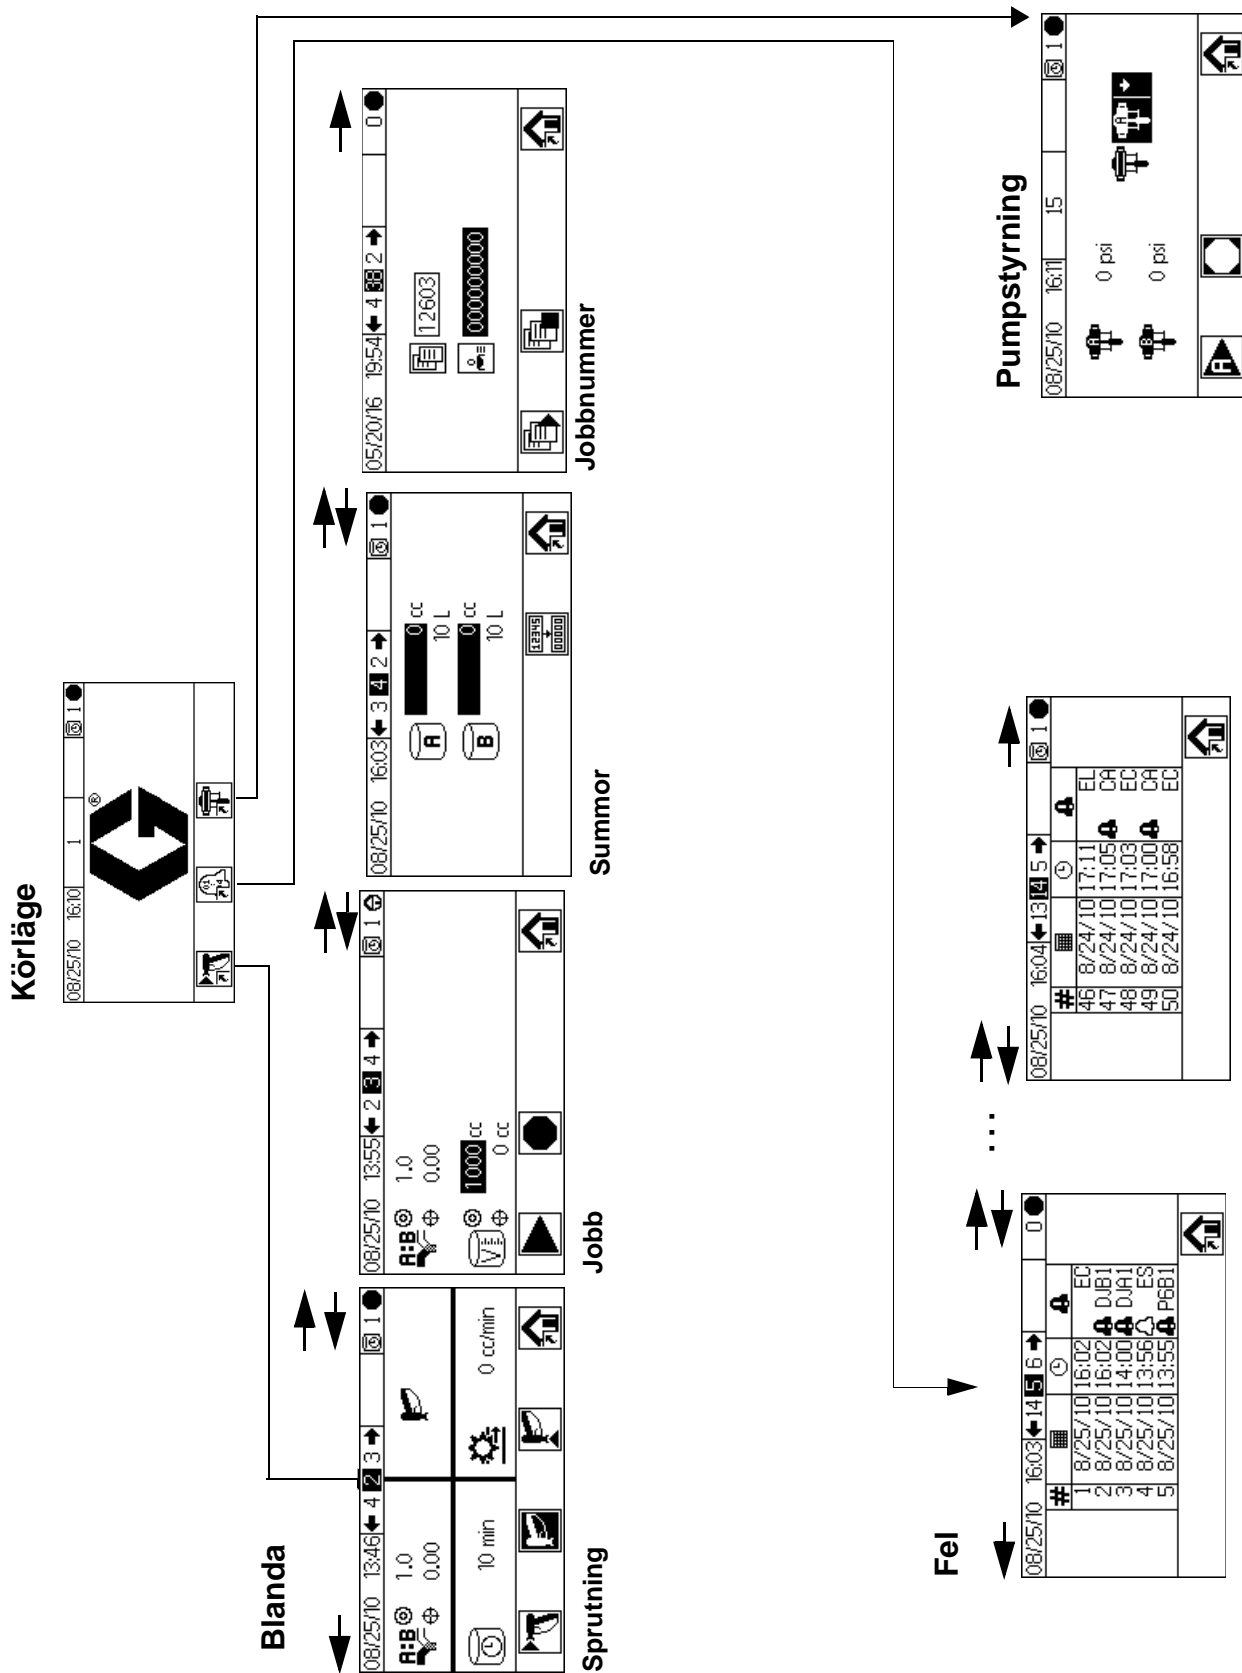 Körläge
08/25/10 16:10 1 1
®
Blanda
08/25/10 13:46 4 2 3 1
A:B 1.0
0.00
10 min 0 cc/min
Sprutning
08/25/10 13:55 2 3 4 1
A:B 1.0
0.00
1000 cc
0 cc
Jobb
08/25/10 16:03 3 4 2 1
A 0 cc
10 L
B 0 cc
10 L
12345
00000
Summor
05/20/16 19:54 4 3B 2 0
12603
000000000
Jobbnummer
Fel
08/25/10 16:03 14 5 6 0
#
1 8/25/10 16:02 EC
2 8/25/10 16:02 DJB1
3 8/25/10 14:00 DJA1
4 8/25/10 13:56 ES
5 8/25/10 13:55 P6B1
...
08/25/10 16:04 13 14 5 1
#
46 8/24/10 17:11 EL
47 8/24/10 17:05 CA
48 8/24/10 17:03 EC
49 8/24/10 17:00 CA
50 8/24/10 16:58 EC
Pumpstyrning
08/25/10 16:11 15 1
A 0 psi A
B 0 psi
A